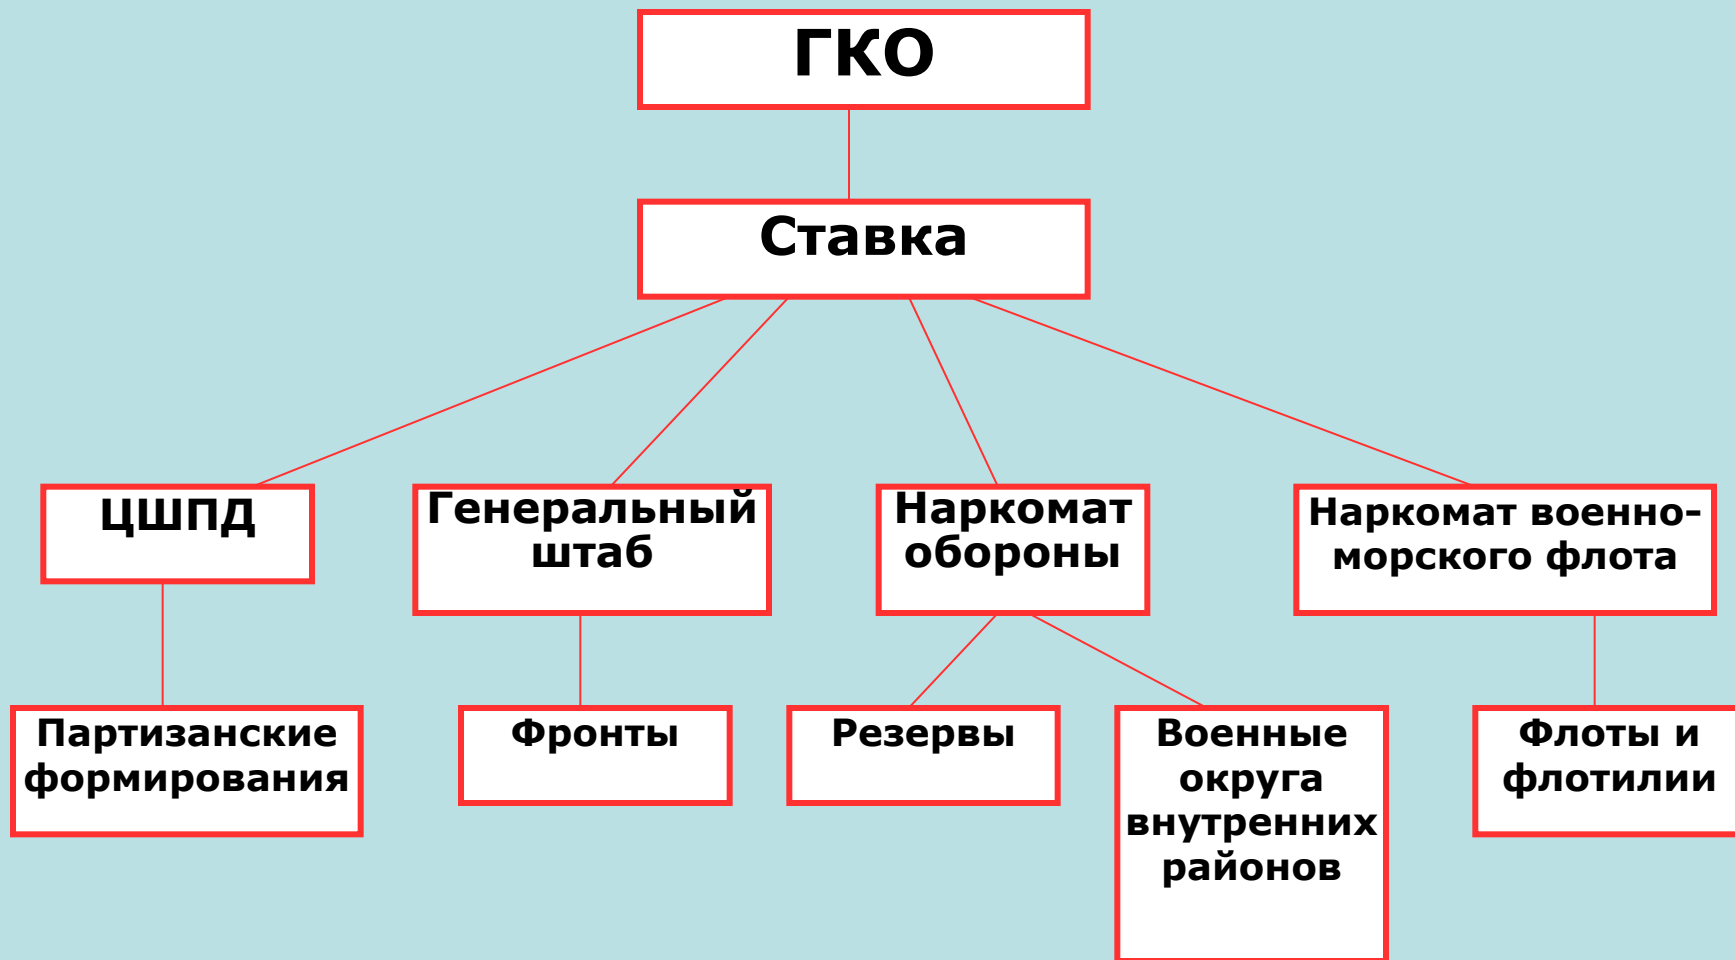 ГКО
Ставка
ЦШПД
Генеральный
штаб
Наркомат
обороны
Наркомат военно-
морского флота
Партизанские
формирования
Фронты
Резервы
Военные
округа
внутренних
районов
Флоты и
флотилии